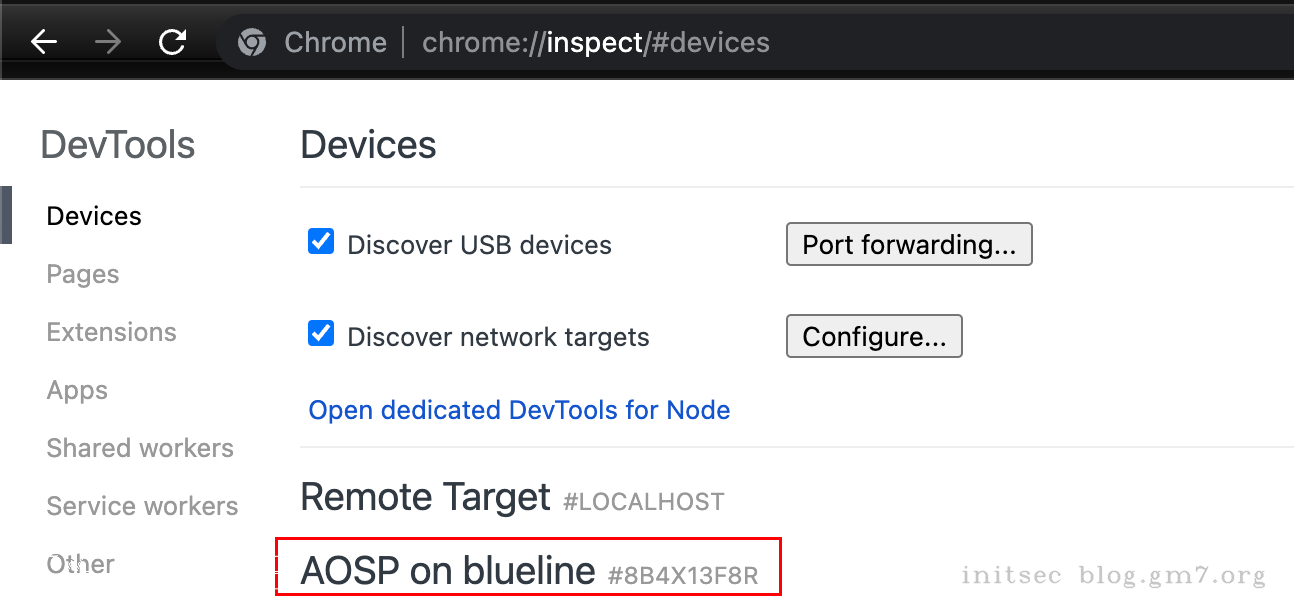 Chrome | chrome://inspect/#devices
DevTools
Devices
Pages
Extensions
Apps
Shared workers
Service workers
Other
Devices
Discover USB devices
Port forwarding...
Discover network targets
Configure...
Open dedicated DevTools for Node
Remote Target #LOCALHOST
AOSP on blueline #8B4X13F8R
initsec blog.gm7.org